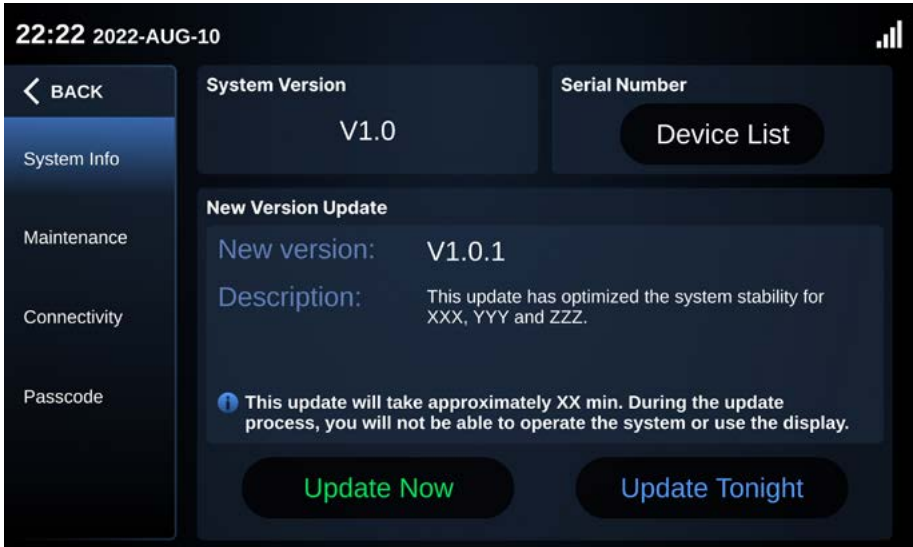 22:22 2022-AUG-10
BACK
System Info
Maintenance
Connectivity
Passcode
System Version
V1.0
Serial Number
Device List
New Version Update
New version: V1.0.1
Description: This update has optimized the system stability for
XXX, YYY and ZZZ.
This update will take approximately XX min. During the update
process, you will not be able to operate the system or use the display.
Update Now
Update Tonight